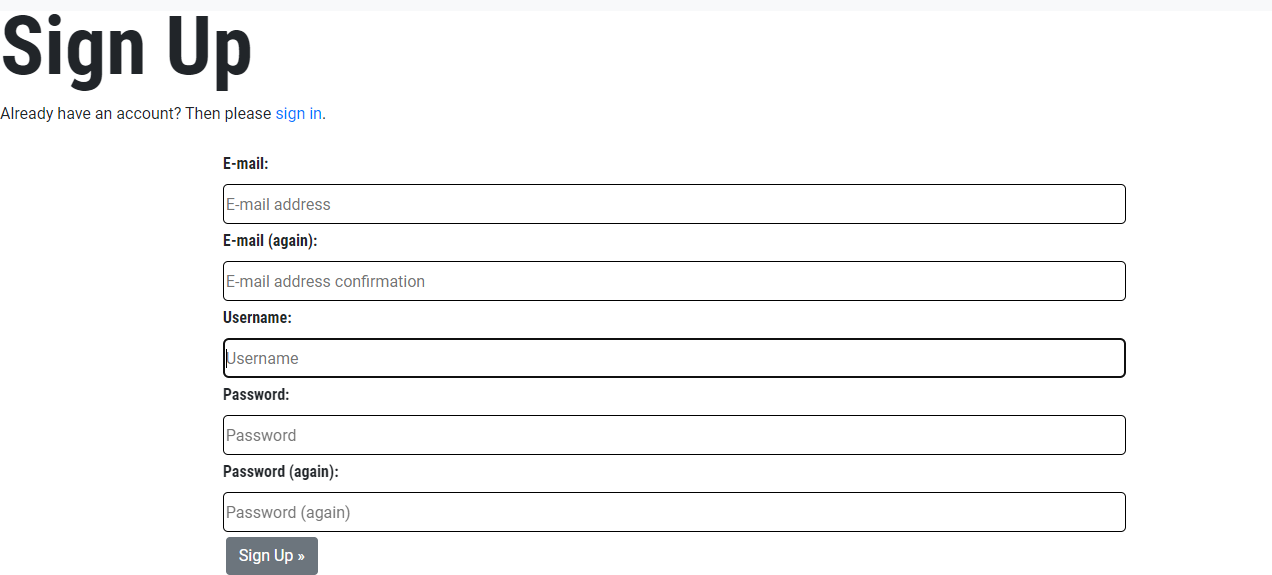 Sign Up
Already have an account? Then please sign in.
E-mail:
E-mail address
E-mail (again):
E-mail address confirmation
Username:
Username
Password:
Password
Password (again):
Password (again)
Sign Up »